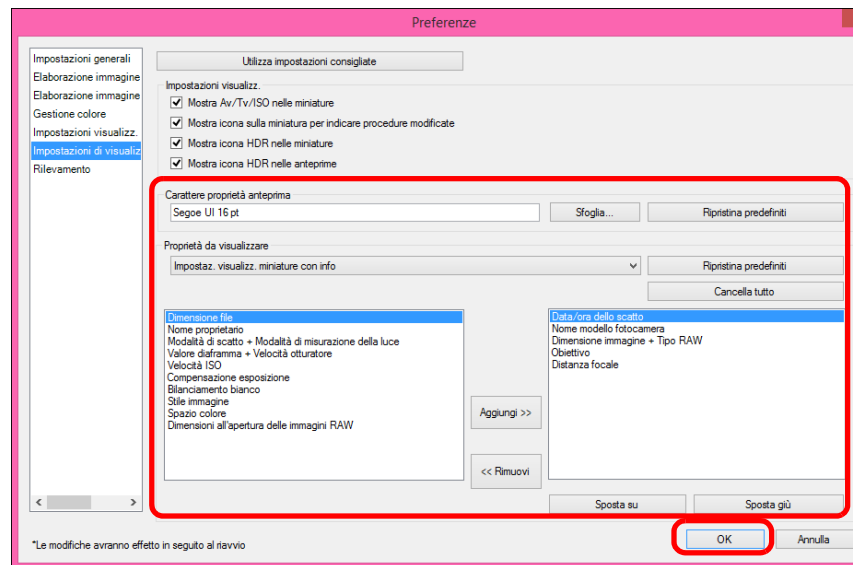 Preferenze
Impostazioni generali
Elaborazione immagine
Elaborazione immagine
Gestione colore
Impostazioni visualizz.
Impostazioni di visualiz
Rilevamento
Utilizza impostazioni consigliate
Impostazioni visualizz.
Mostra Av/Tv/ISO nelle miniature
Mostra icona sulla miniatura per indicare procedure modificate
Mostra icona HDR nelle miniature
Mostra icona HDR nelle anteprime
Carattere proprietà anteprima
Segoe UI 16 pt
Sfoglia...
Ripristina predefiniti
Proprietà da visualizzare
Impostaz. visualizz. miniature con info
Ripristina predefiniti
Cancella tutto
Dimensione file
Nome proprietario
Modalità di scatto + Modalità di misurazione della luce
Valore diaframma + Velocità otturatore
Velocità ISO
Compensazione esposizione
Bilanciamento bianco
Stile immagine
Spazio colore
Dimensioni all'apertura delle immagini RAW
Aggiungi >>
<< Rimuovi
Data/ora dello scatto
Nome modello fotocamera
Dimensione immagine + Tipo RAW
Obiettivo
Distanza focale
Sposta su
Sposta giù
*Le modifiche avranno effetto in seguito al riavvio
OK
Annulla